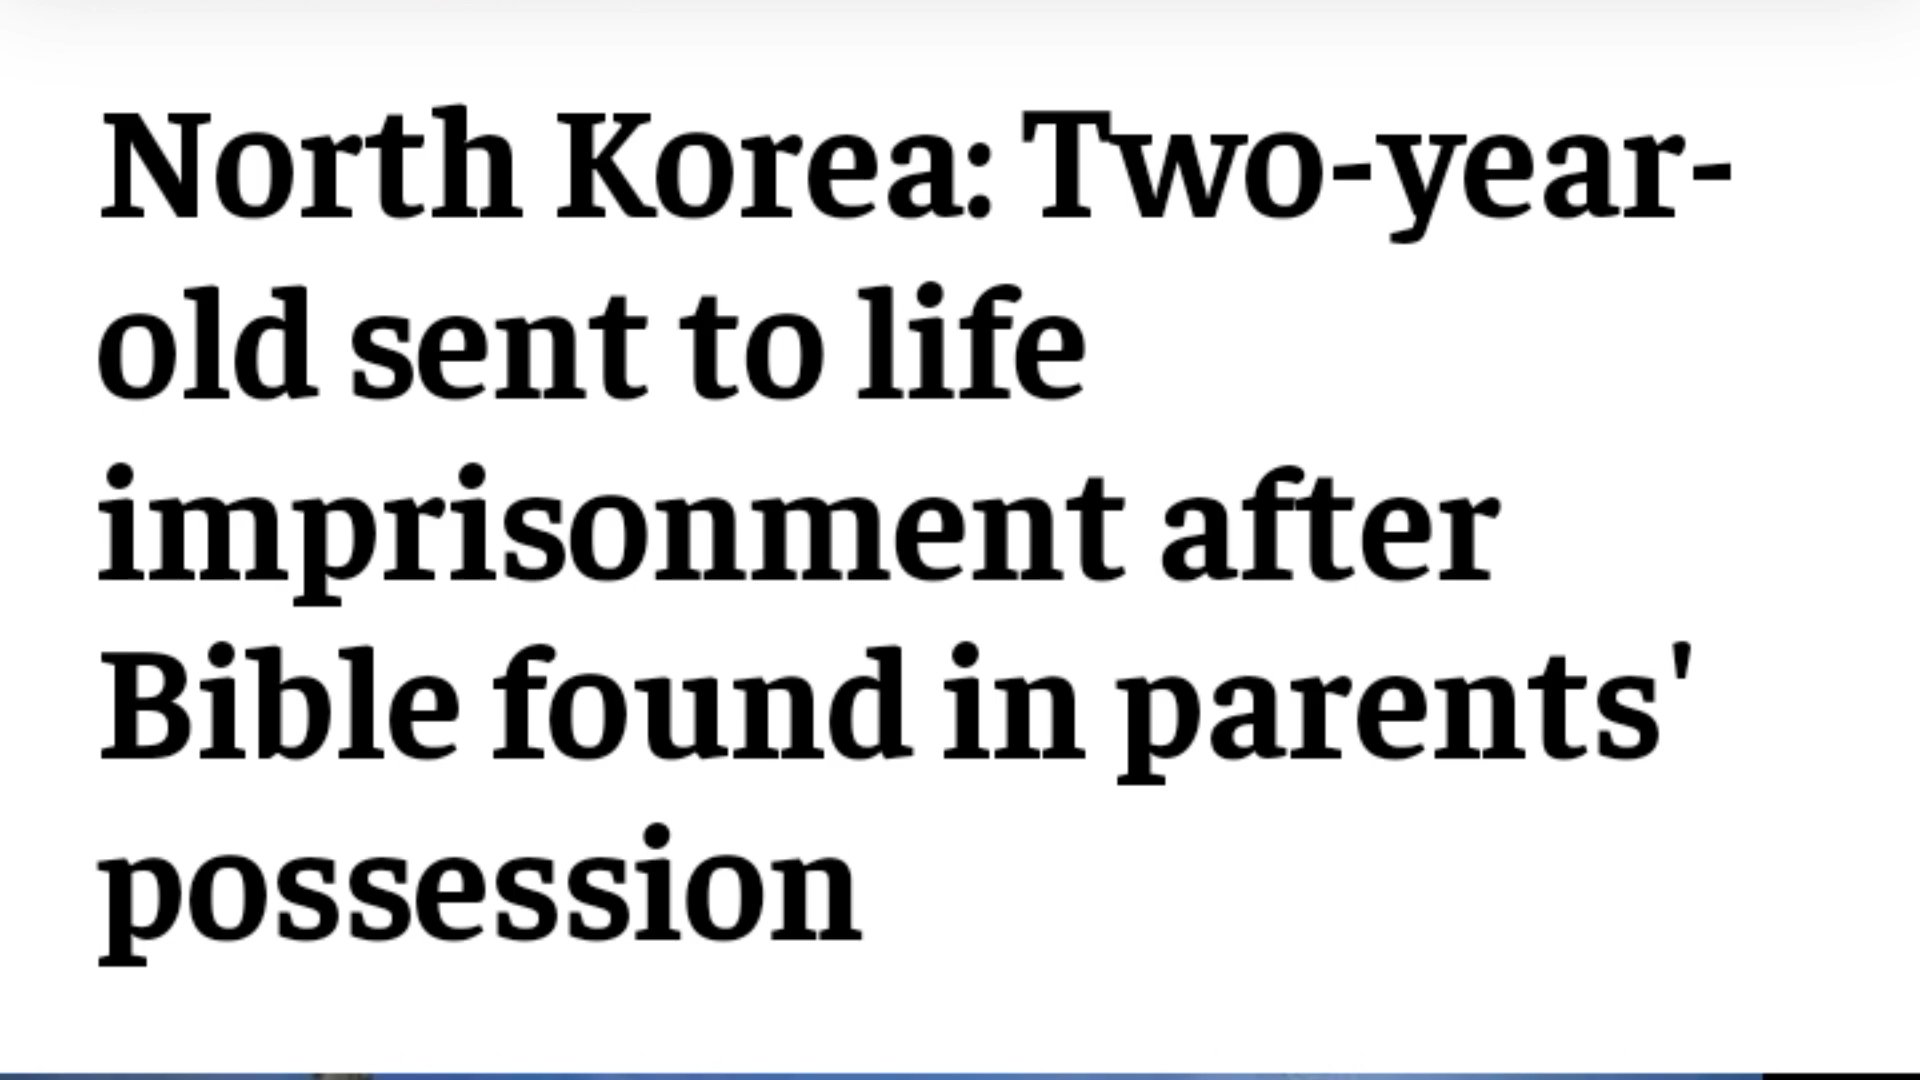 North Korea: Two-year-
old sent to life
imprisonment after
Bible found in parents'
possession